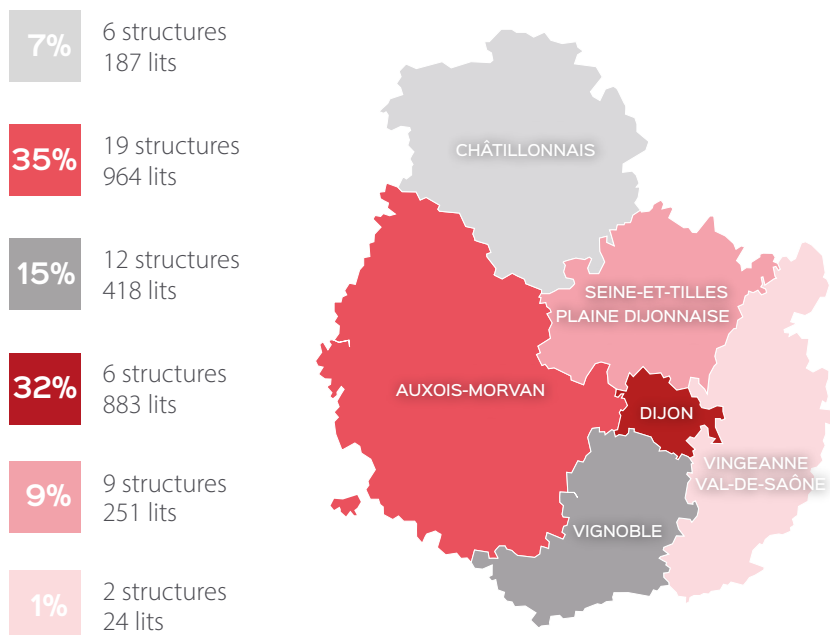 7%
6 structures
187 lits
35%
19 structures
964 lits
15%
12 structures
418 lits
32%
6 structures
883 lits
9%
9 structures
251 lits
1%
2 structures
24 lits
CHÂTILLONNAIS
SEINE-ET-TILLES
PLAINE DIJONNAISE
AUXOIS-MORVAN
DIJON
VINGEANNE
VAL-DE-SAÔNE
VIGNOBLE